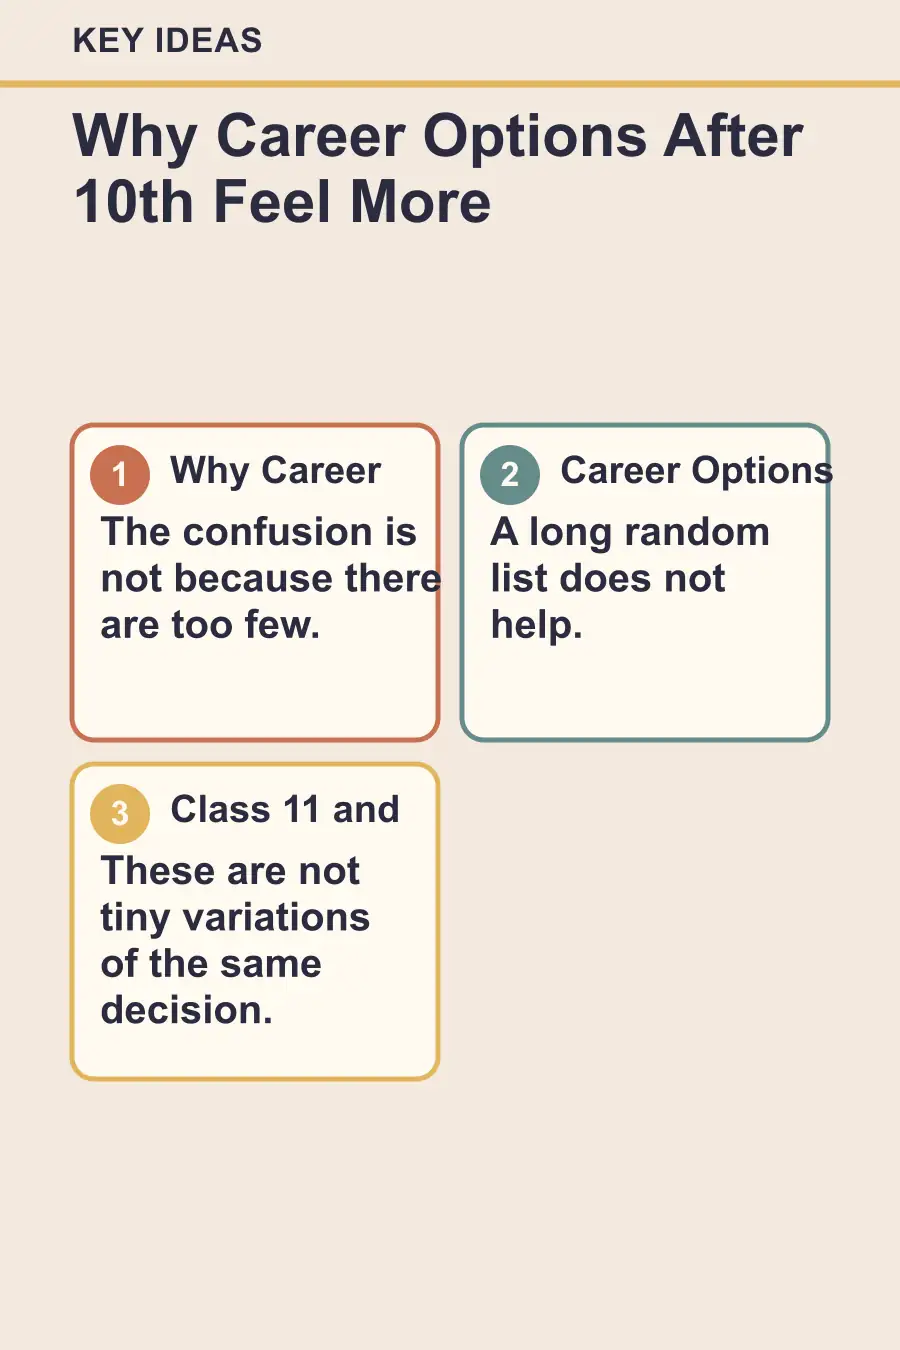 KEY IDEAS
Why Career Options After
10th Feel More
1 Why Career
The confusion is
not because there
are too few.
2 Career Options
A long random
list does not
help.
3 Class 11 and
These are not
tiny variations
of the same
decision.